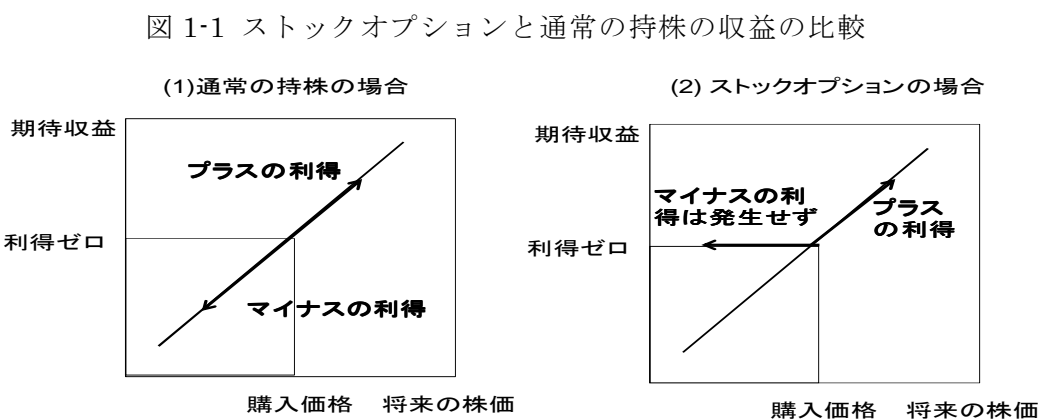 図 1-1 ストックオプションと通常の持株の収益の比較
(1)通常の持株の場合
期待収益
プラスの利得
利得ゼロ
マイナスの利得
購入価格 将来の株価
(2) ストックオプションの場合
期待収益
マイナスの利
得は発生せず
プラス
の利得
利得ゼロ
購入価格 将来の株価